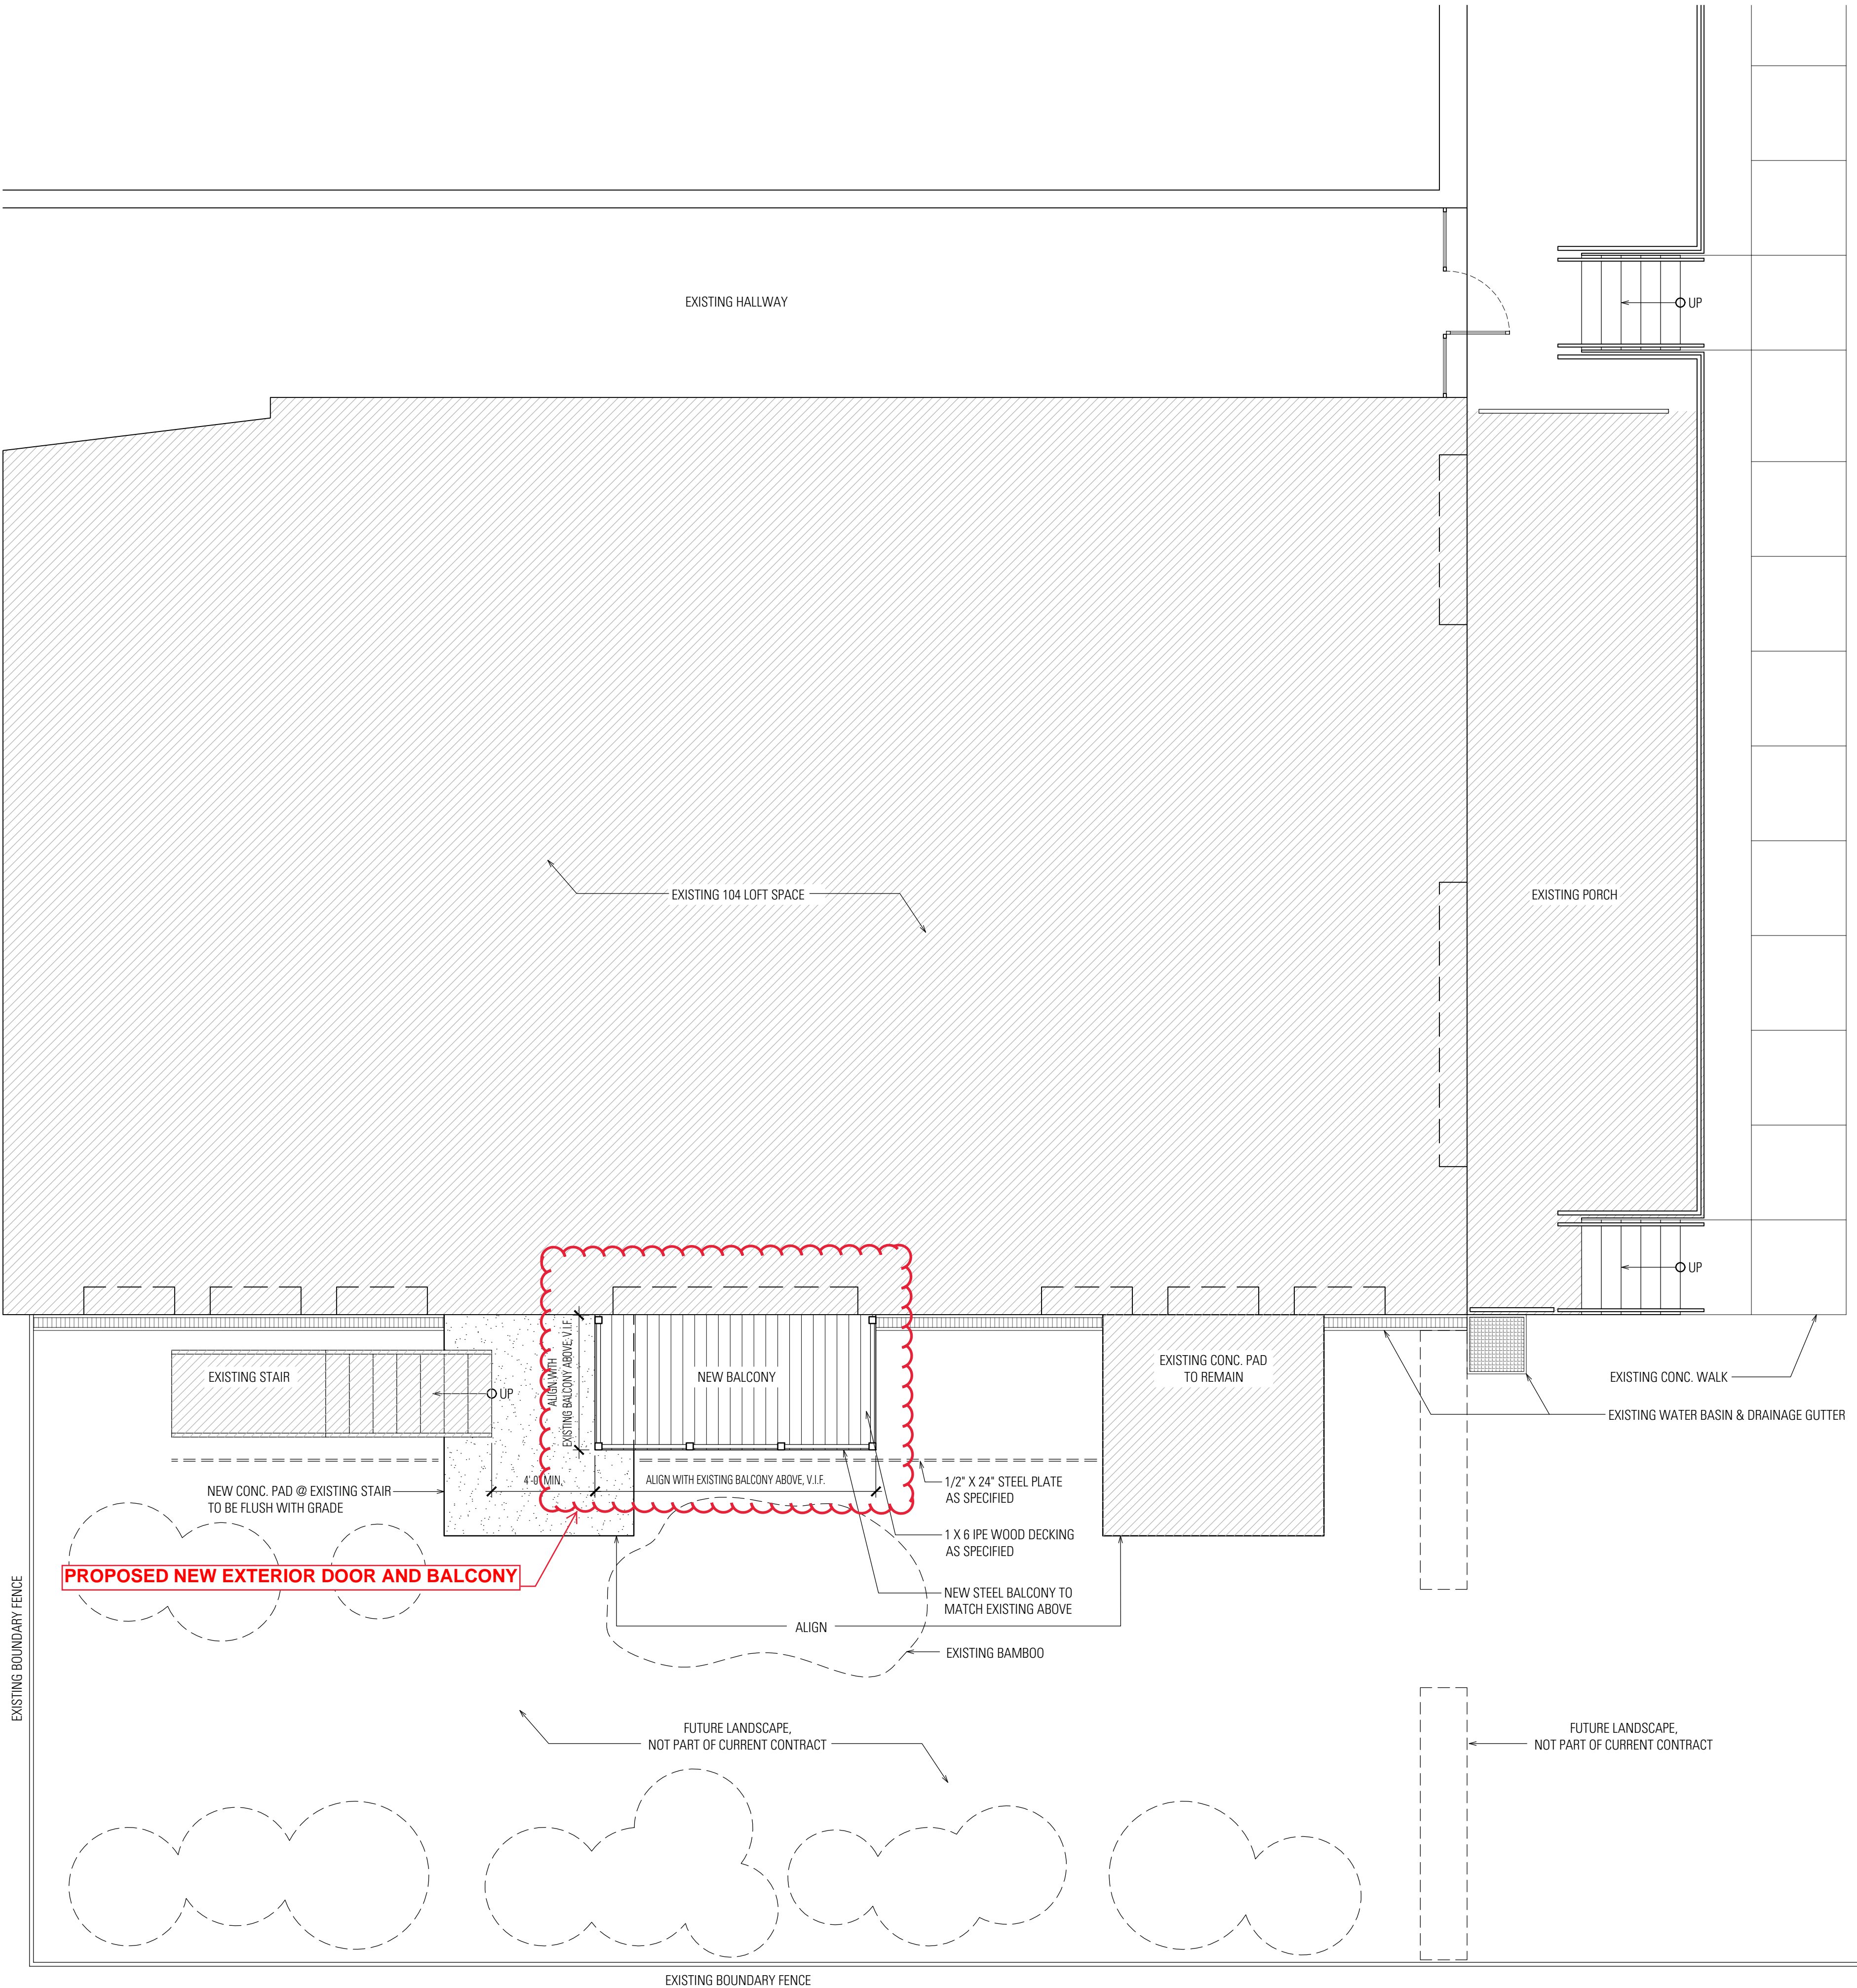 EXISTING HALLWAY
UP
EXISTING 104 LOFT SPACE
EXISTING PORCH
UP
EXISTING STAIR
UP
ALIGN WITH
EXISTING BALCONY ABOVE, V.I.F.
NEW BALCONY
EXISTING CONC. PAD
TO REMAIN
EXISTING CONC. WALK
EXISTING WATER BASIN & DRAINAGE GUTTER
4'-0" MIN.
ALIGN WITH EXISTING BALCONY ABOVE, V.I.F.
1/2" X 24" STEEL PLATE
AS SPECIFIED
NEW CONC. PAD @ EXISTING STAIR
TO BE FLUSH WITH GRADE
1 X 6 IPE WOOD DECKING
AS SPECIFIED
PROPOSED NEW EXTERIOR DOOR AND BALCONY
NEW STEEL BALCONY TO
MATCH EXISTING ABOVE
ALIGN
EXISTING BAMBOO
EXISTING BOUNDARY FENCE
FUTURE LANDSCAPE,
NOT PART OF CURRENT CONTRACT
FUTURE LANDSCAPE,
NOT PART OF CURRENT CONTRACT
EXISTING BOUNDARY FENCE